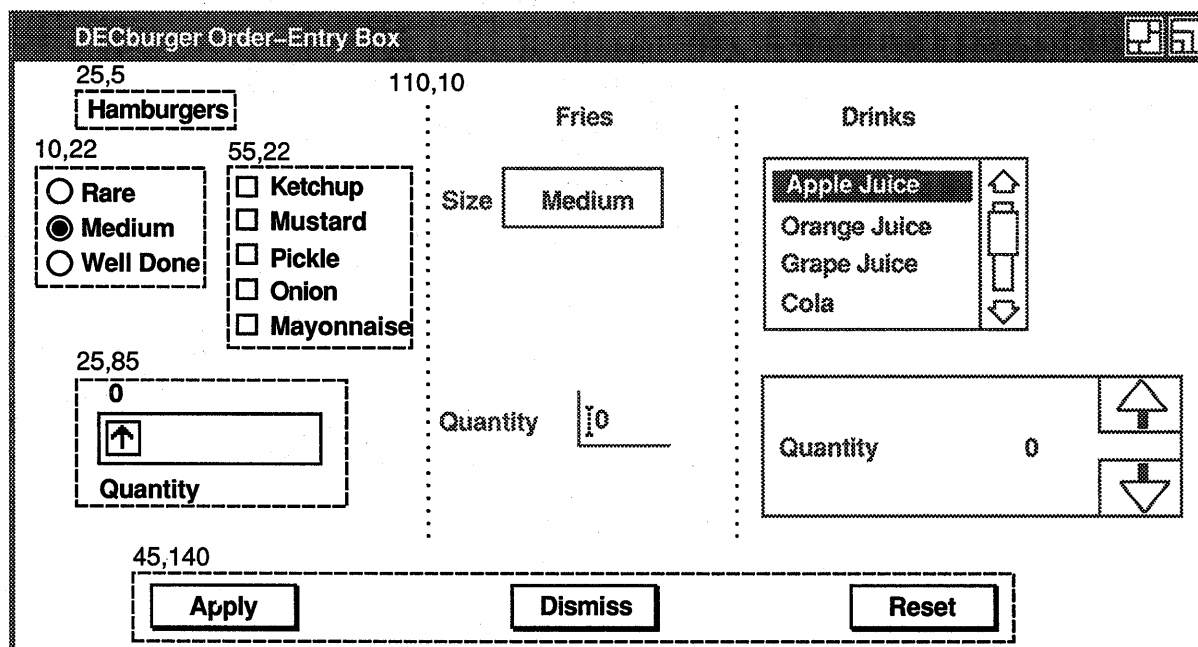 DECburger Order–Entry Box
25,5
Hamburgers
110,10
Fries
Drinks
10,22
Rare
Medium
Well Done
55,22
Ketchup
Mustard
Pickle
Onion
Mayonnaise
Size
Medium
Apple Juice
Orange Juice
Grape Juice
Cola
25,85
0
Quantity
Quantity
0
Quantity
0
45,140
Apply
Dismiss
Reset